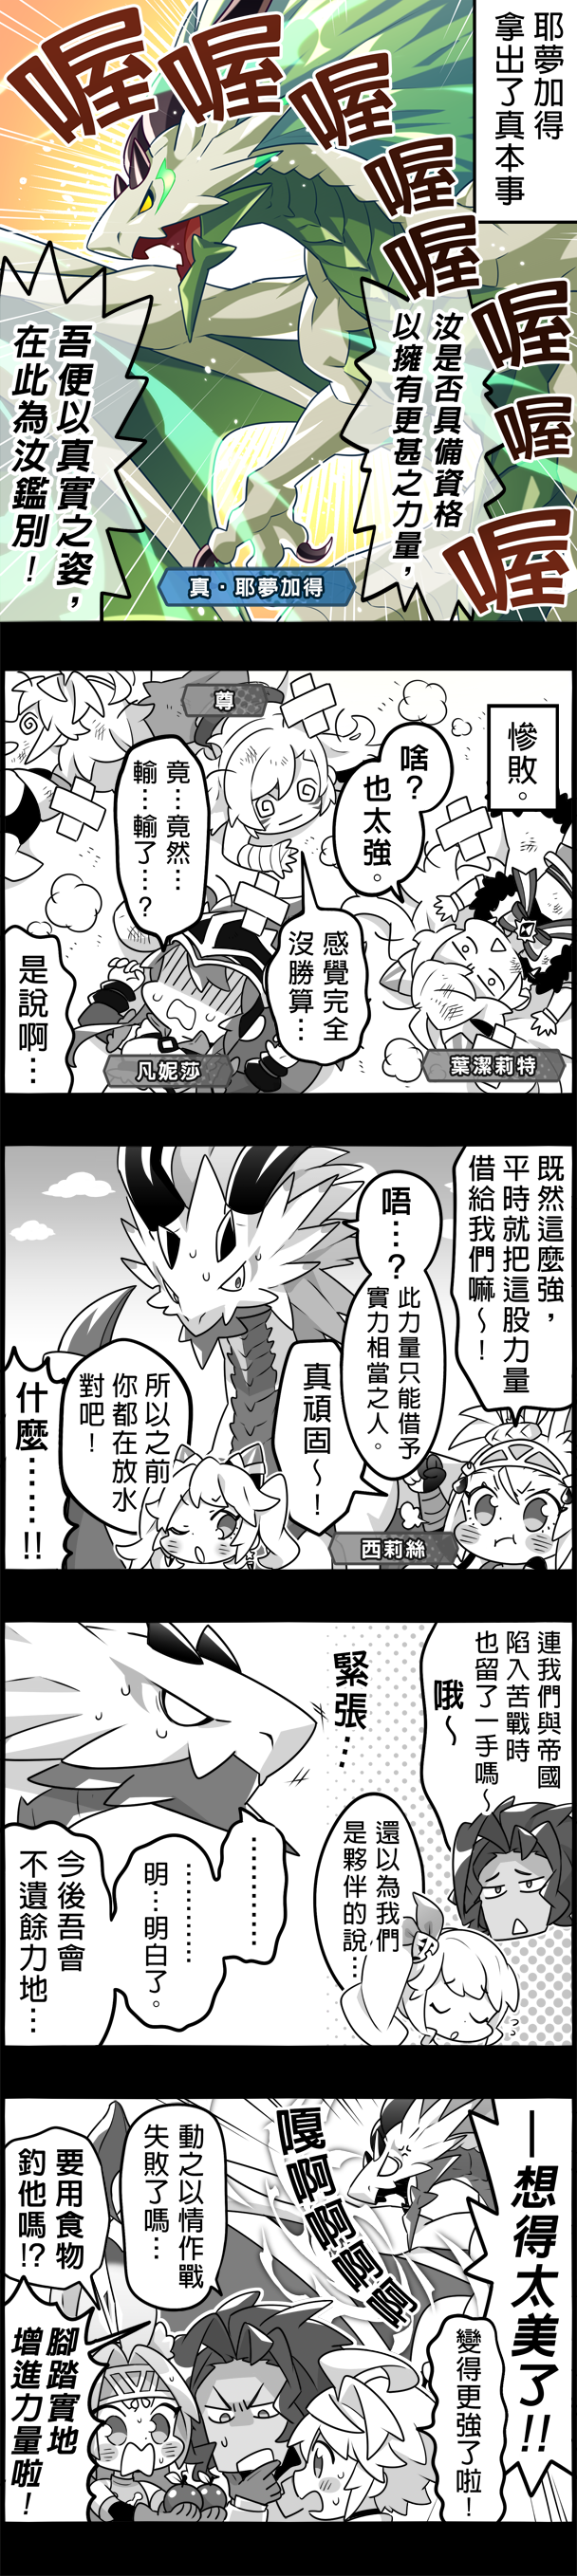 耶夢加得
拿出了真本事
喔喔喔喔喔喔喔喔
汝是否具備資格
以擁有更甚之力量，
吾便以真實之姿，
在此為汝鑑別！
真・耶夢加得
慘敗。
啥？
也太強。
葉潔莉特
感覺完全
沒勝算…
尊
竟…竟然…
輸…輸了…？
凡妮莎
是說啊…
既然這麼強，
平時就把這股力量
借給我們嘛～！
西莉絲
唔…？
此力量只能借予
實力相當之人。
真頑固～！
所以之前
你都在放水
對吧！
什麼……!!
連我們與帝國
陷入苦戰時
也留了一手嗎～
哦～
還以為我們
是夥伴的說…
緊張…
…………
…………
明…明白了。
今後吾會
不遺餘力地…
—想得太美了!!
嘎啊啊啊啊
變得更強了啦！
動之以情作戰
失敗了嗎…
要用食物
釣他嗎!?
腳踏實地
增進力量啦！